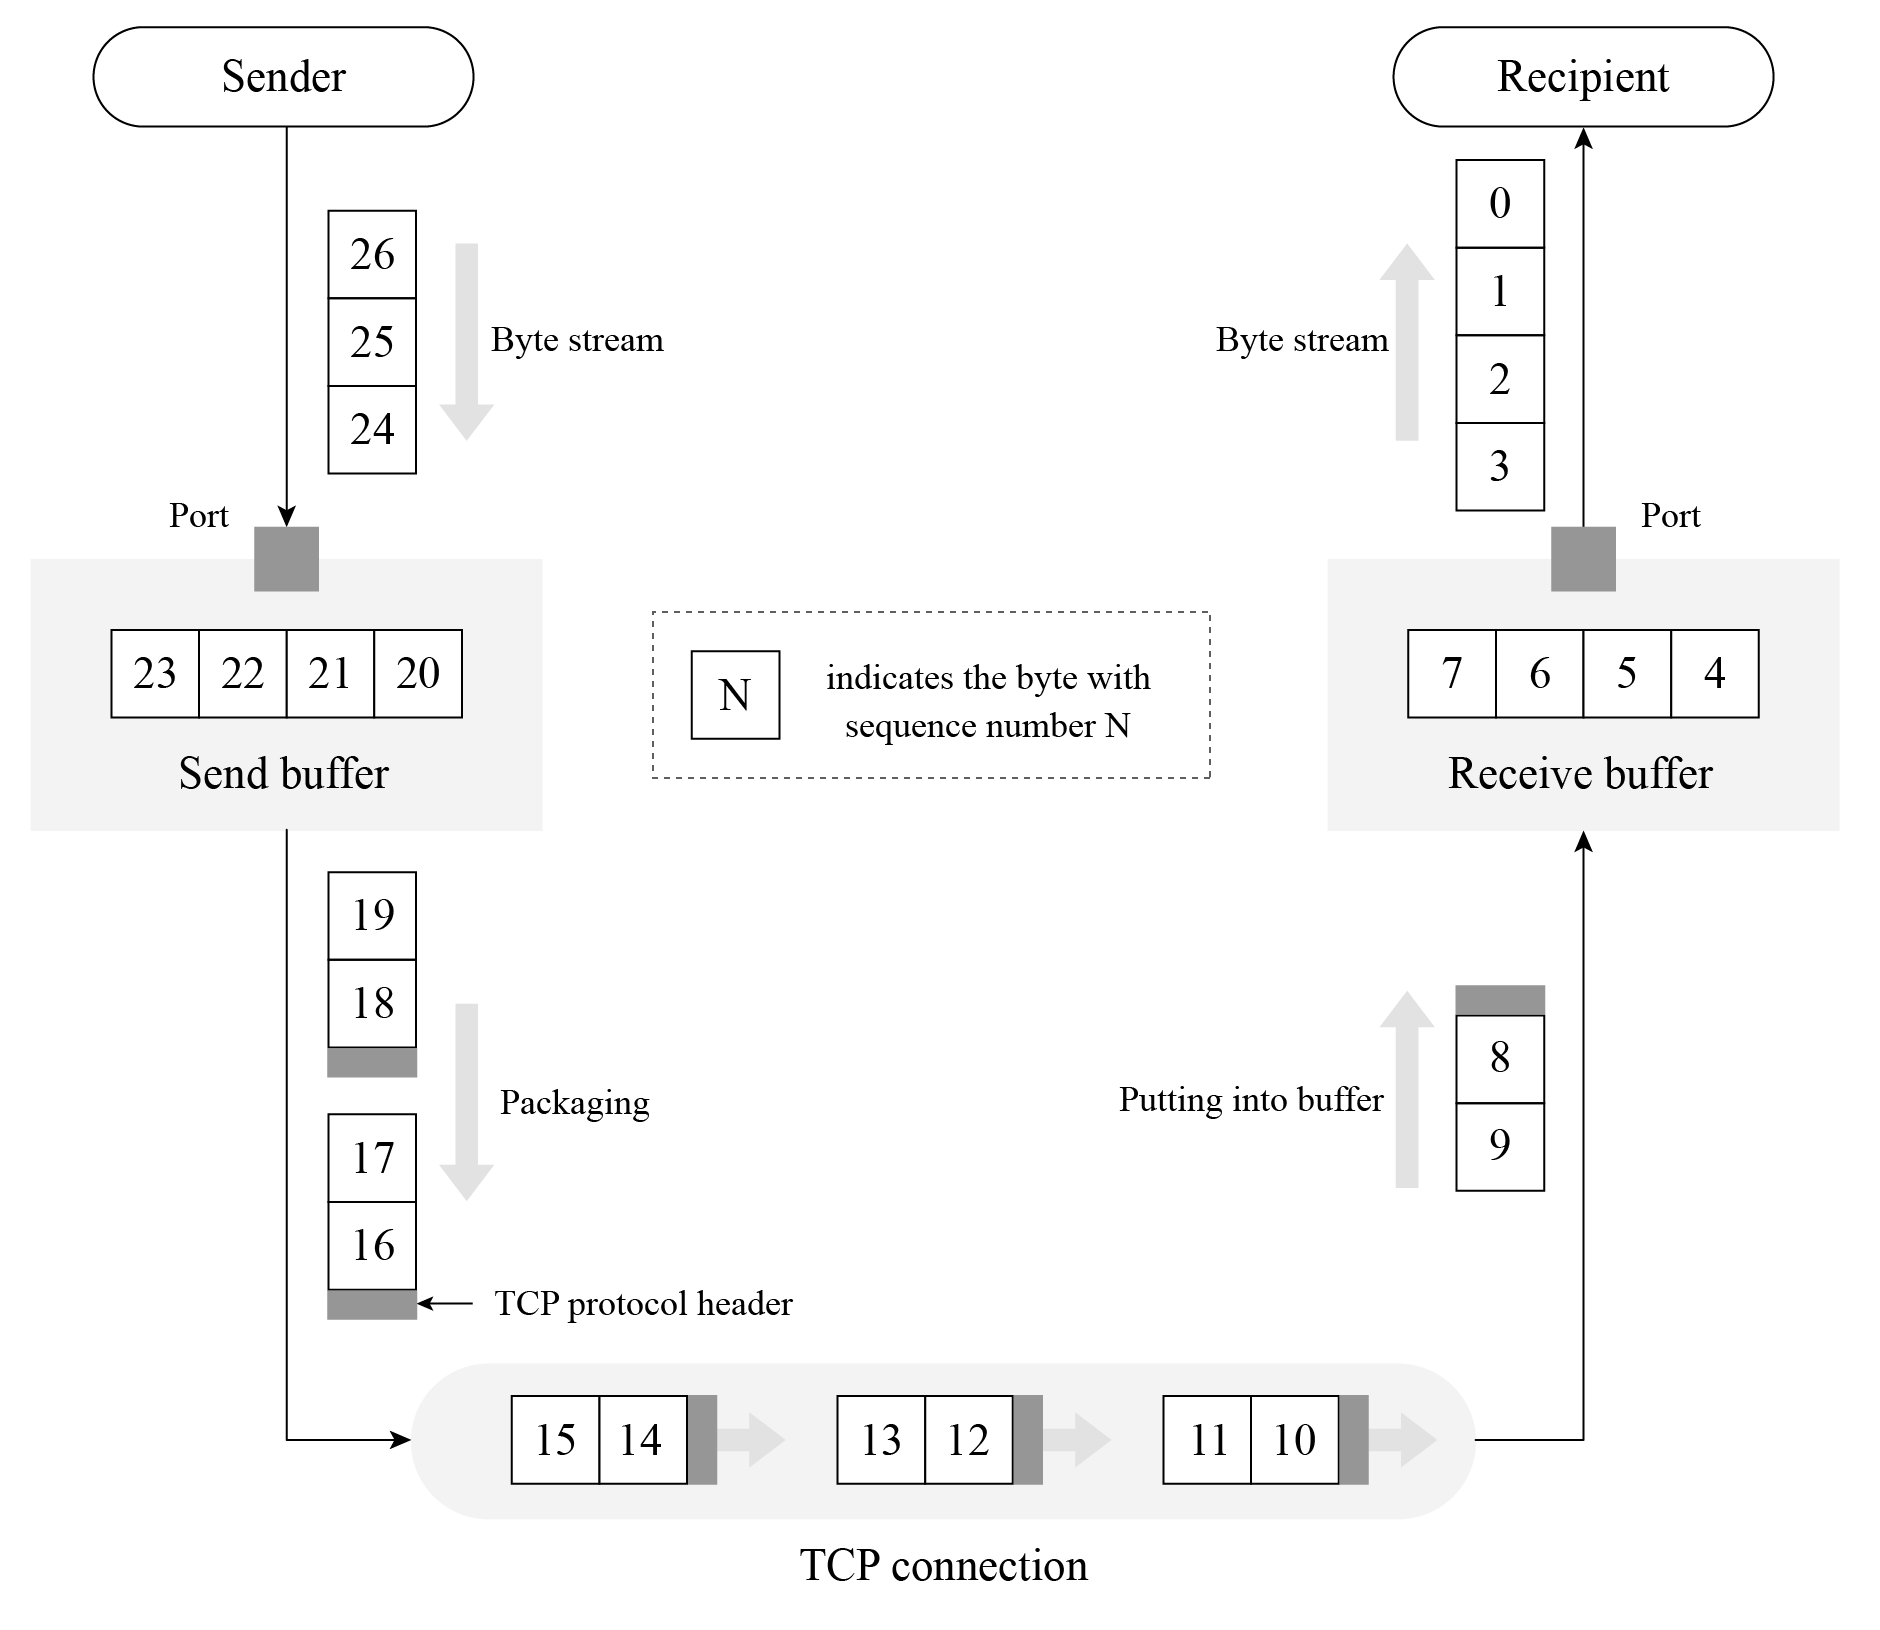 Sender
Recipient
26
25
24
Byte stream
Byte stream
0
1
2
3
Port
Port
23 22 21 20
Send buffer
N
indicates the byte with
sequence number N
7 6 5 4
Receive buffer
19
18
17
16
Packaging
TCP protocol header
Putting into buffer
8
9
15 14
13 12
11 10
TCP connection